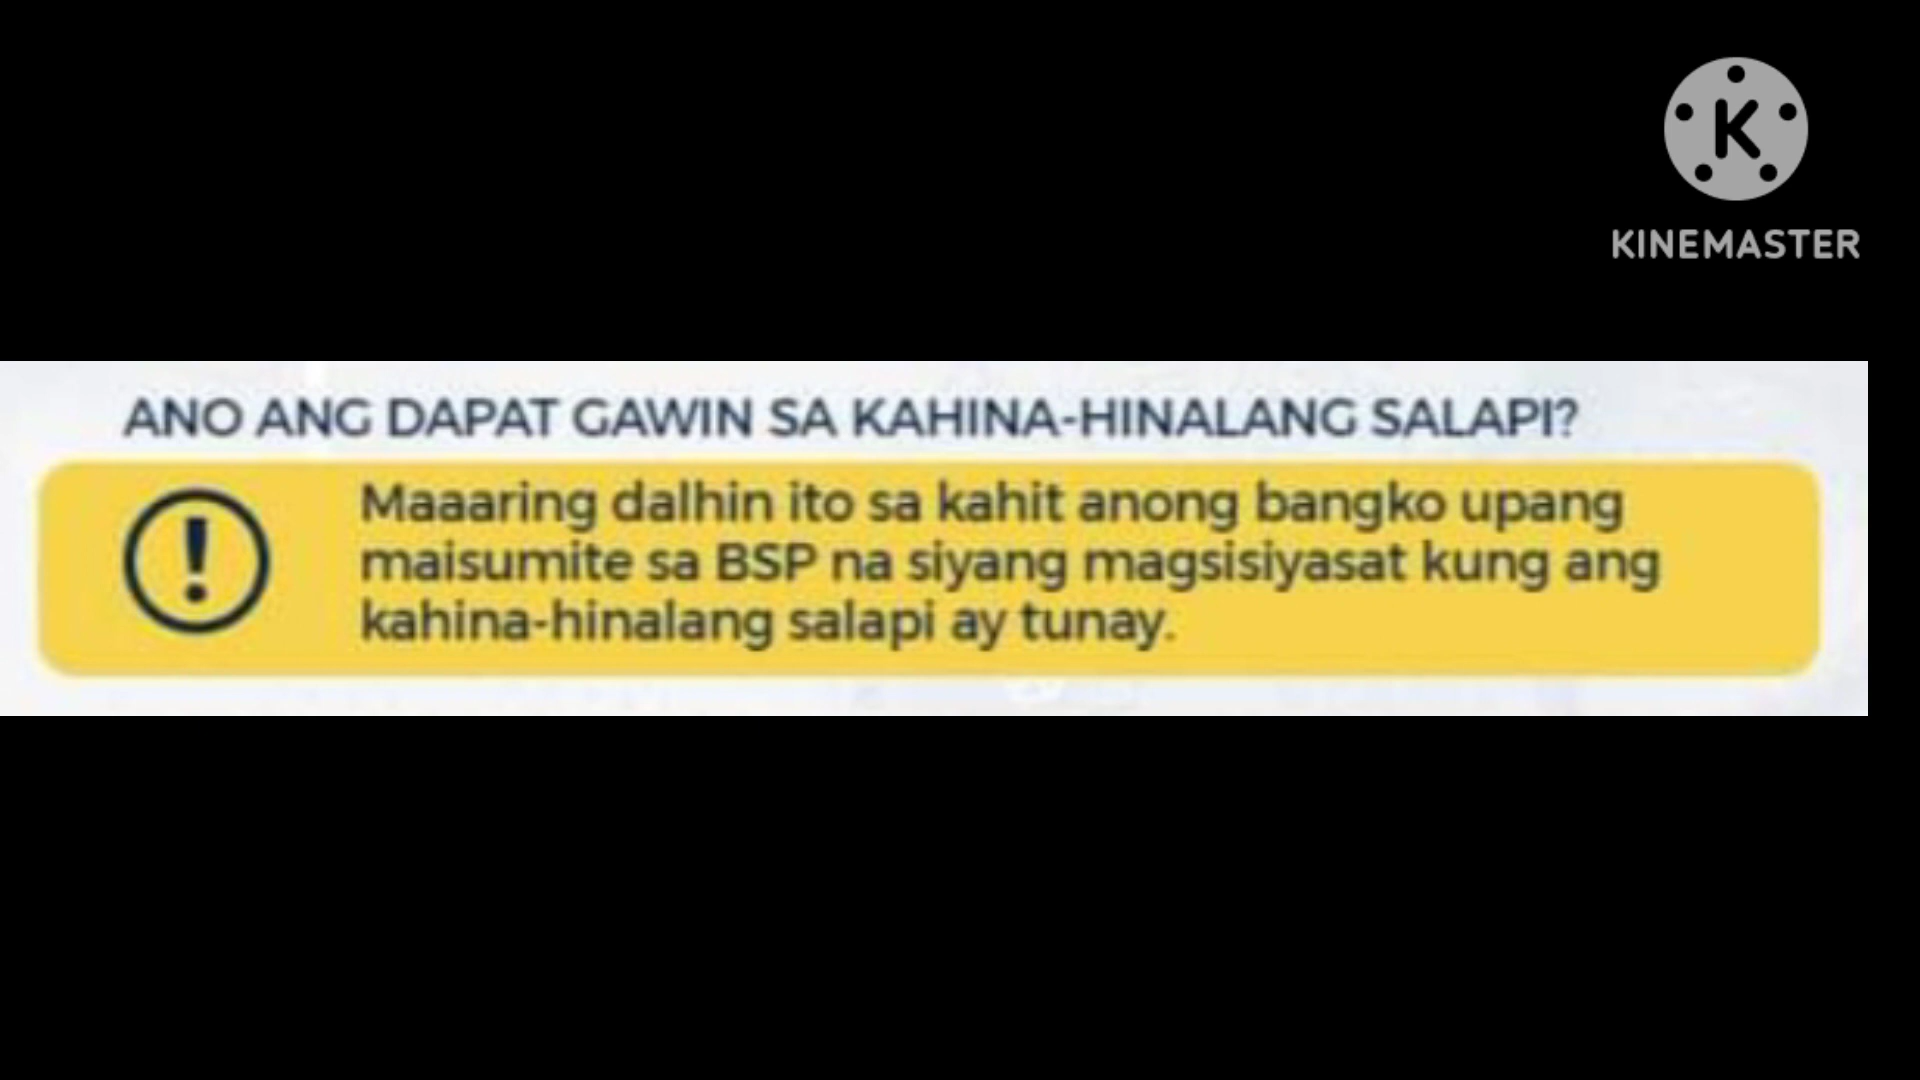 KINEMASTER
ANO ANG DAPAT GAWIN SA KAHINA-HINALANG SALAPI?
Maaaring dalhin ito sa kahit anong bangko upang
maisumite sa BSP na siyang magsisiyasat kung ang
kahina-hinalang salapi ay tunay.